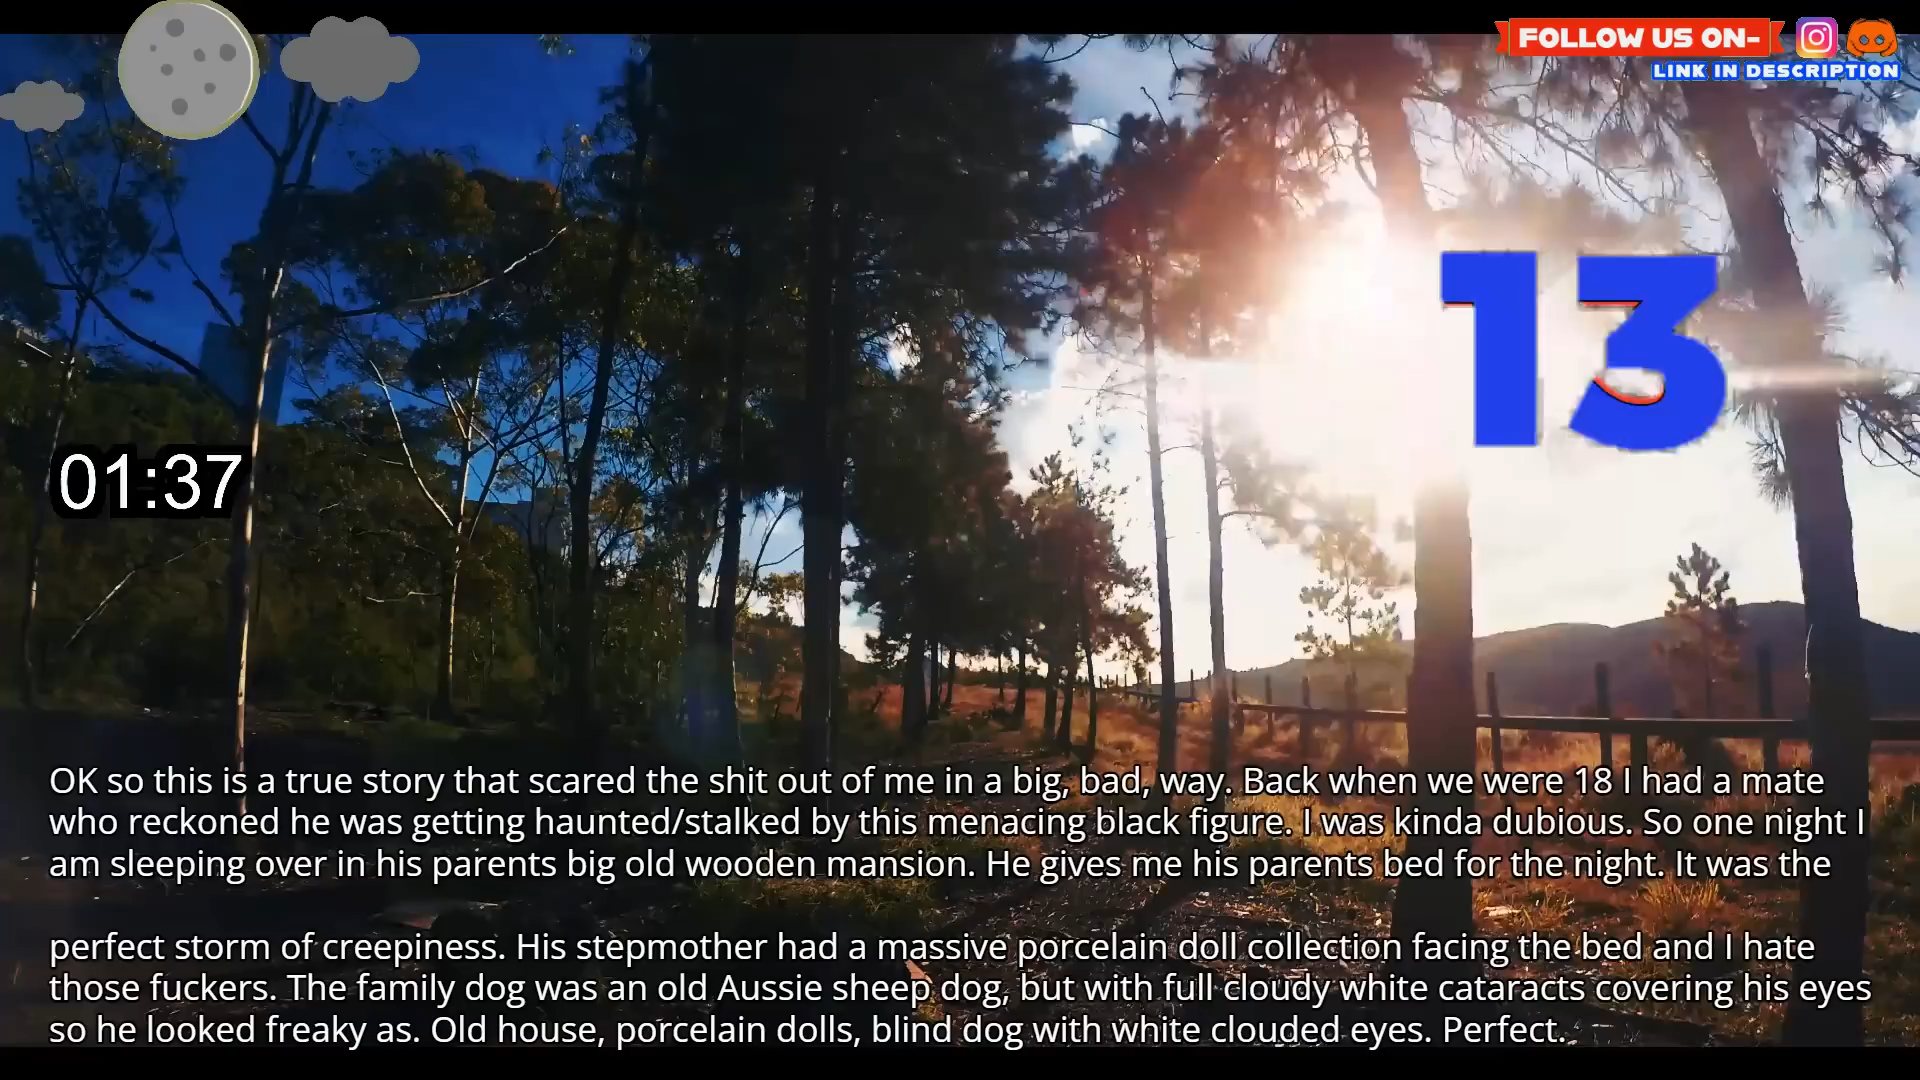 FOLLOW US ON-
LINK IN DESCRIPTION
13
01:37
OK so this is a true story that scared the shit out of me in a big, bad, way. Back when we were 18 I had a mate
who reckoned he was getting haunted/stalked by this menacing black figure. I was kinda dubious. So one night I
am sleeping over in his parents big old wooden mansion. He gives me his parents bed for the night. It was the
perfect storm of creepiness. His stepmother had a massive porcelain doll collection facing the bed and I hate
those fuckers. The family dog was an old Aussie sheep dog, but with full cloudy white cataracts covering his eyes
so he looked freaky as. Old house, porcelain dolls, blind dog with white clouded eyes. Perfect.